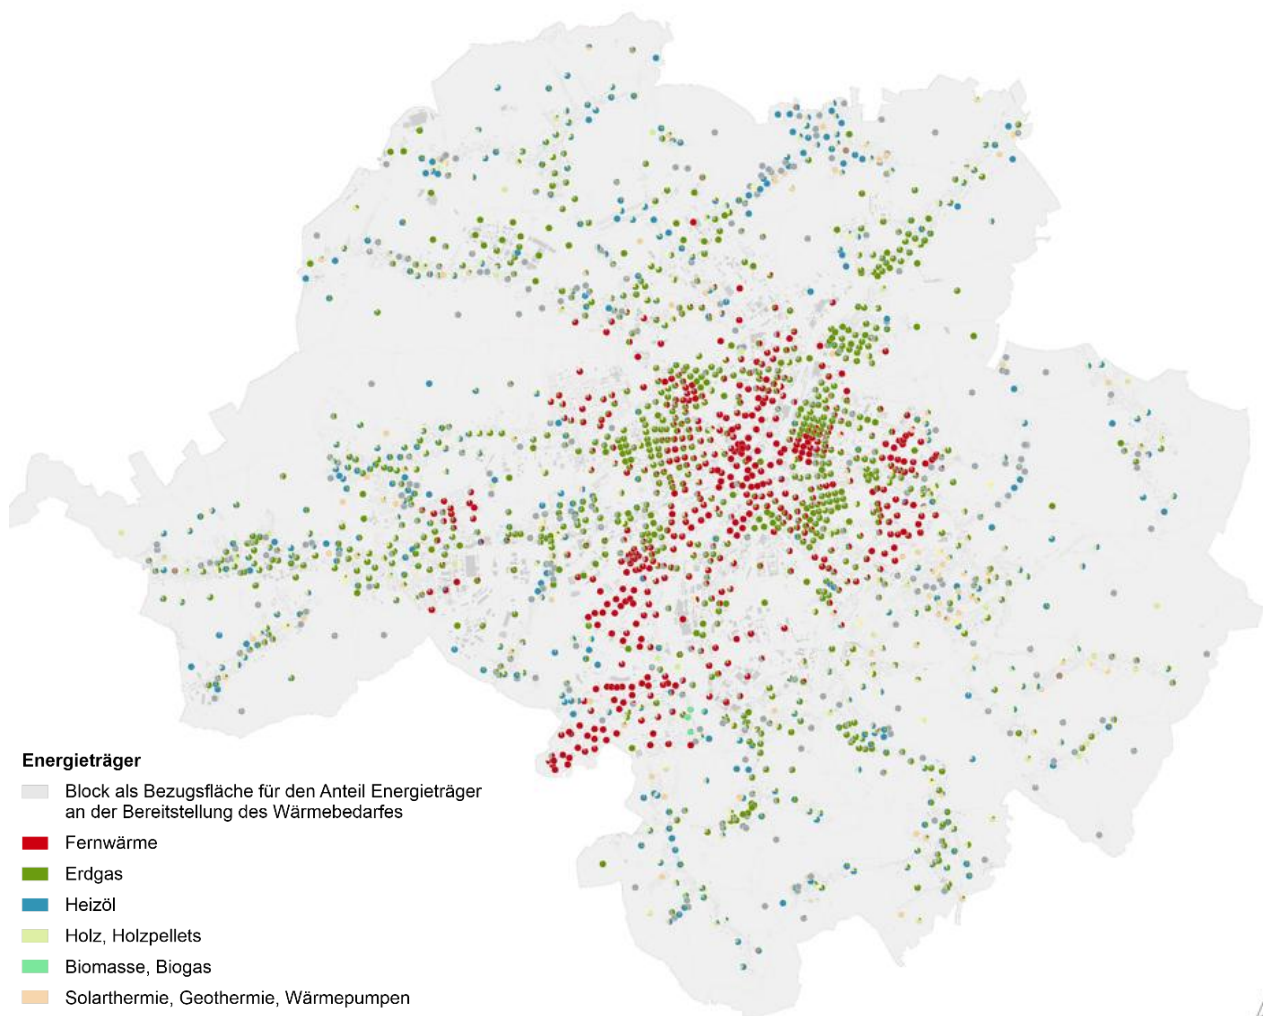 Energieträger
Block als Bezugsfläche für den Anteil Energieträger
an der Bereitstellung des Wärmebedarfes
Fernwärme
Erdgas
Heizöl
Holz, Holzpellets
Biomasse, Biogas
Solarthermie, Geothermie, Wärmepumpen